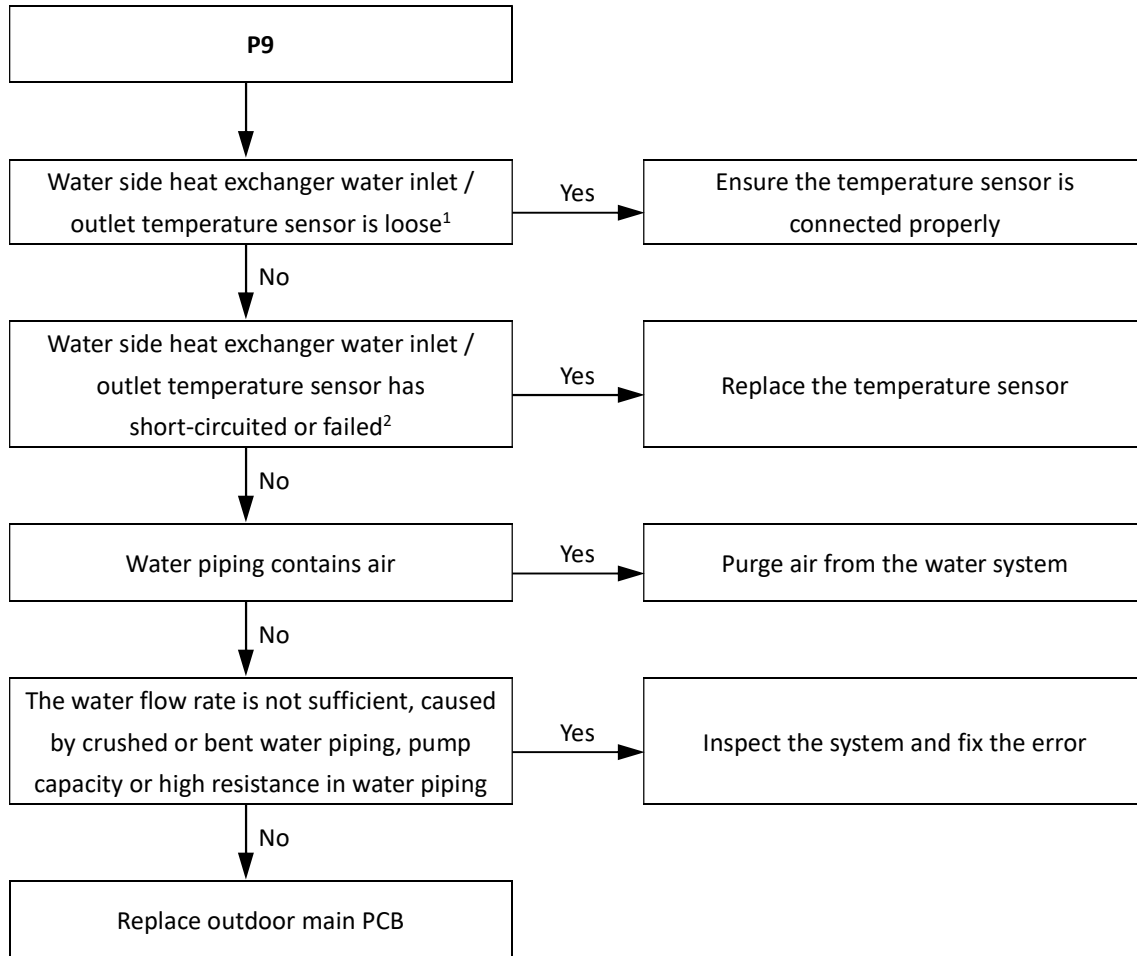 P9
Water side heat exchanger water inlet /
outlet temperature sensor is loose¹
Yes
Ensure the temperature sensor is
connected properly
No
Water side heat exchanger water inlet /
outlet temperature sensor has
short-circuited or failed²
Yes
Replace the temperature sensor
No
Water piping contains air
Yes
Purge air from the water system
No
The water flow rate is not sufficient, caused
by crushed or bent water piping, pump
capacity or high resistance in water piping
Yes
Inspect the system and fix the error
No
Replace outdoor main PCB